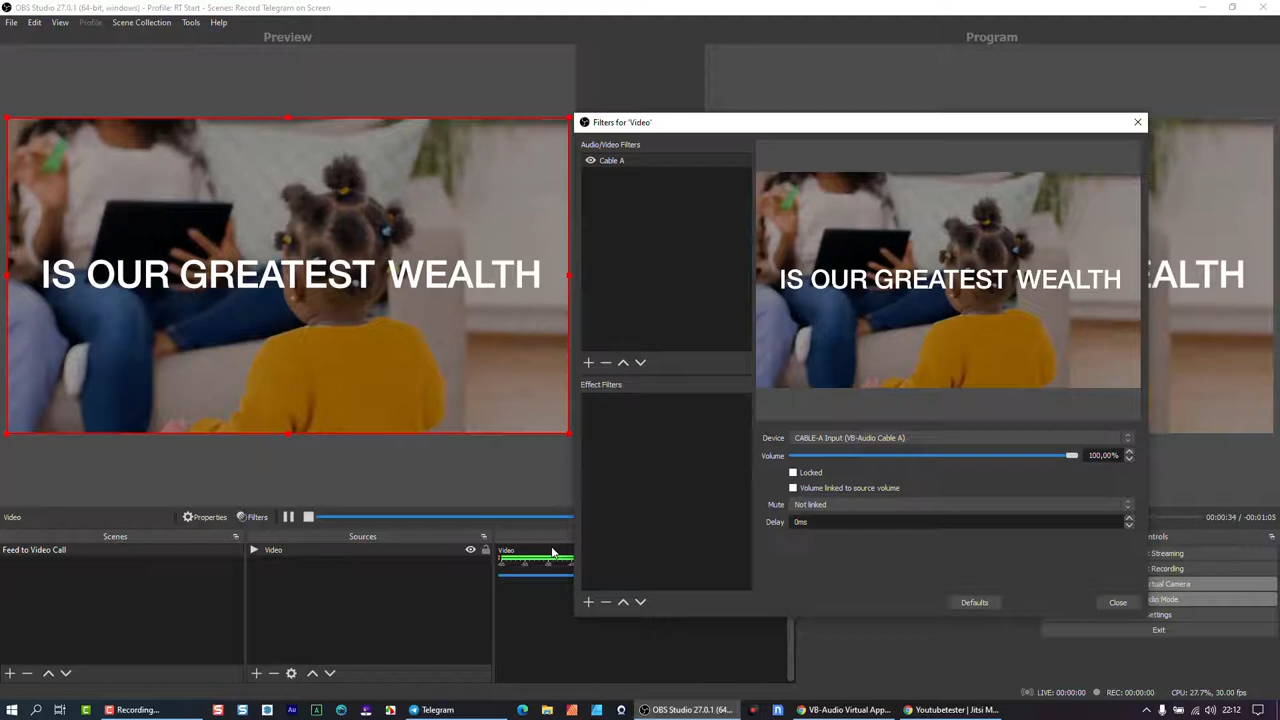 OBS Studio 27.0.1 (64-bit, windows) - Profile: RT Start - Scenes: Record Telegram on Screen
File Edit View Profile Scene Collection Tools Help
Preview
Program
IS OUR GREATEST WEALTH
Filters for 'Video'
Audio/Video Filters
Cable A
IS OUR GREATEST WEALTH
EALTH
Effect Filters
Device CABLE-A Input (VB-Audio Cable A)
Volume 100,00%
Locked
Volume linked to source volume
Mute Not linked
Delay 0ms
Defaults Close
Video Properties Filters 00:00:34 -00:01:05
Scenes Sources
Feed to Video Call
Video
Video
ntrols
t Streaming
t Recording
rtual Camera
dio Mode
ettings
Exit
LIVE: 00:00:00 REC: 00:00:00 CPU: 27.7%, 30.00 fps
Recording...
Telegram
OBS Studio 27.0.1 (64...
VB-Audio Virtual App...
Youtubetester | Jitsi M...
22:12